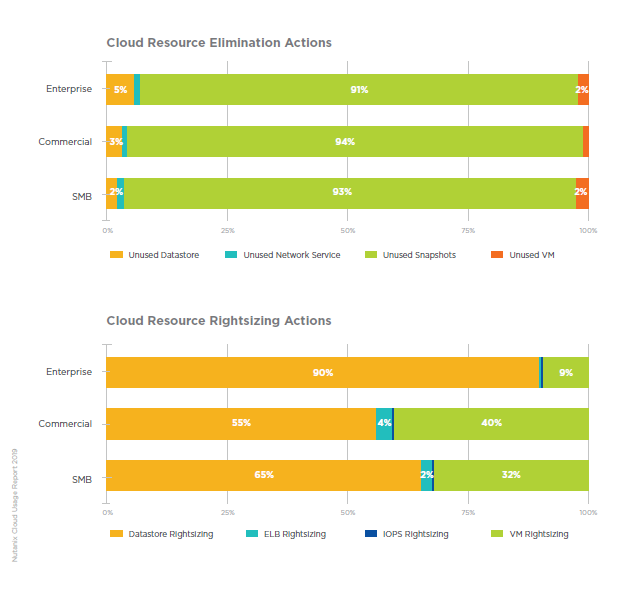 Cloud Resource Elimination Actions
Enterprise 5% 91% 2%
Commercial 3% 94%
SMB 2% 93% 2%
0% 25% 50% 75% 100%
Unused Datastore Unused Network Service Unused Snapshots Unused VM
Cloud Resource Rightsizing Actions
Enterprise 90% 9%
Commercial 55% 4% 40%
SMB 65% 2% 32%
0% 25% 50% 75% 100%
Datastore Rightsizing ELB Rightsizing IOPS Rightsizing VM Rightsizing
Nutanix Cloud Usage Report 2019